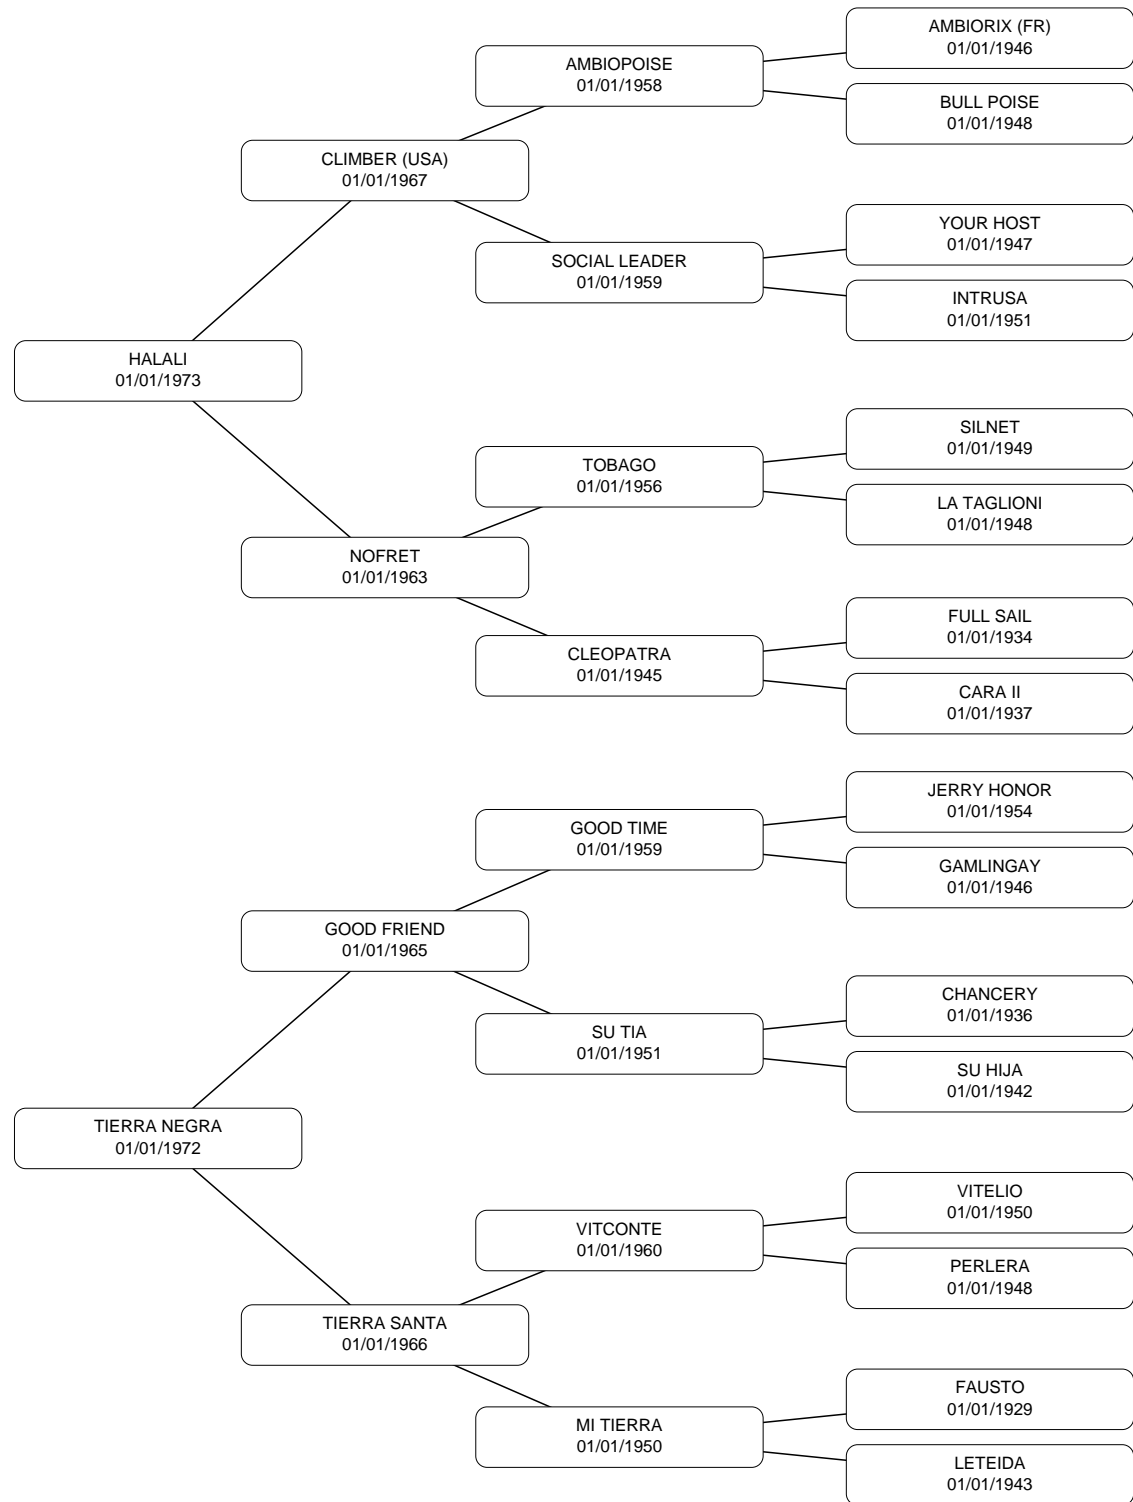 AMBIORIX (FR)
01/01/1946
AMBIOPOISE
01/01/1958
BULL POISE
01/01/1948
CLIMBER (USA)
01/01/1967
YOUR HOST
01/01/1947
SOCIAL LEADER
01/01/1959
INTRUSA
01/01/1951
HALALI
01/01/1973
SILNET
01/01/1949
TOBAGO
01/01/1956
LA TAGLIONI
01/01/1948
NOFRET
01/01/1963
FULL SAIL
01/01/1934
CLEOPATRA
01/01/1945
CARA II
01/01/1937
JERRY HONOR
01/01/1954
GOOD TIME
01/01/1959
GAMLINGAY
01/01/1946
GOOD FRIEND
01/01/1965
CHANCERY
01/01/1936
SU TIA
01/01/1951
SU HIJA
01/01/1942
TIERRA NEGRA
01/01/1972
VITELIO
01/01/1950
VITCONTE
01/01/1960
PERLERA
01/01/1948
TIERRA SANTA
01/01/1966
FAUSTO
01/01/1929
MI TIERRA
01/01/1950
LETEIDA
01/01/1943